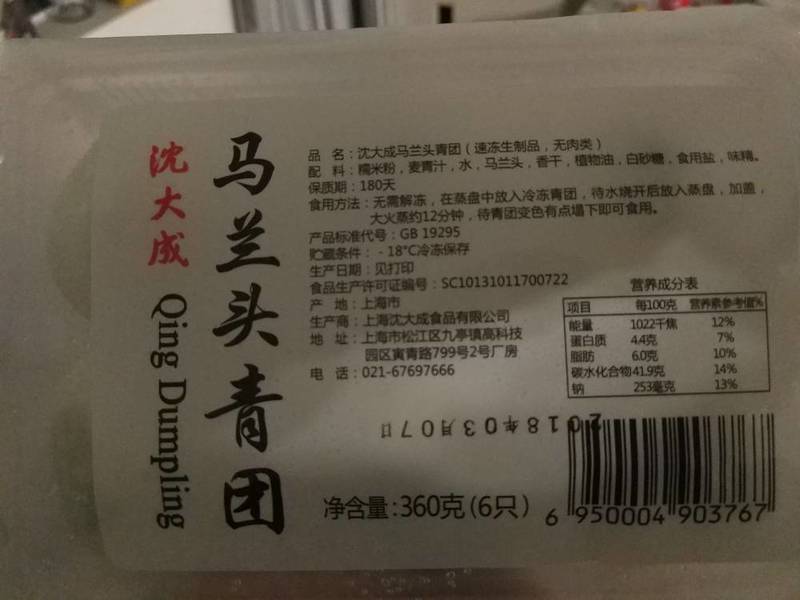 沈大成
马兰头青团
Qing Dumpling
品 名：沈大成马兰头青团（速冻生制品，无肉类）
配 料：糯米粉，麦青汁，水，马兰头，香干，植物油，白砂糖，食用盐，味精。
保质期：180天
食用方法：无需解冻，在蒸盘中放入冷冻青团，待水烧开后放入蒸盘，加盖，
大火蒸约12分钟，待青团变色有点塌下即可食用。
产品标准代号：GB 19295
贮藏条件：-18°C冷冻保存
生产日期：见打印
食品生产许可证编号：SC10131011700722
产 地：上海市
生产商：上海沈大成食品有限公司
地 址：上海市松江区九亭镇高科技
园区寅青路799号2号厂房
电 话：021-67697666
营养成分表
项目 每100克 营养素参考值%
能量 1022千焦 12%
蛋白质 4.4克 7%
脂肪 6.0克 10%
碳水化合物 41.9克 14%
钠 253毫克 13%
2018年03月07日
净含量:360克(6只)
6 950004 903767